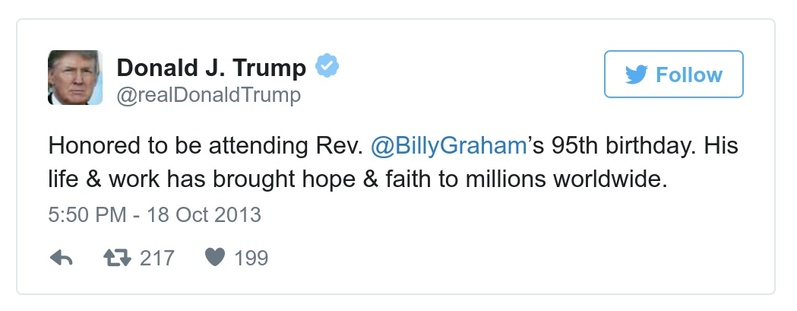 Donald J. Trump
@realDonaldTrump
Follow
Honored to be attending Rev. @BillyGraham's 95th birthday. His
life & work has brought hope & faith to millions worldwide.
5:50 PM - 18 Oct 2013
217 199